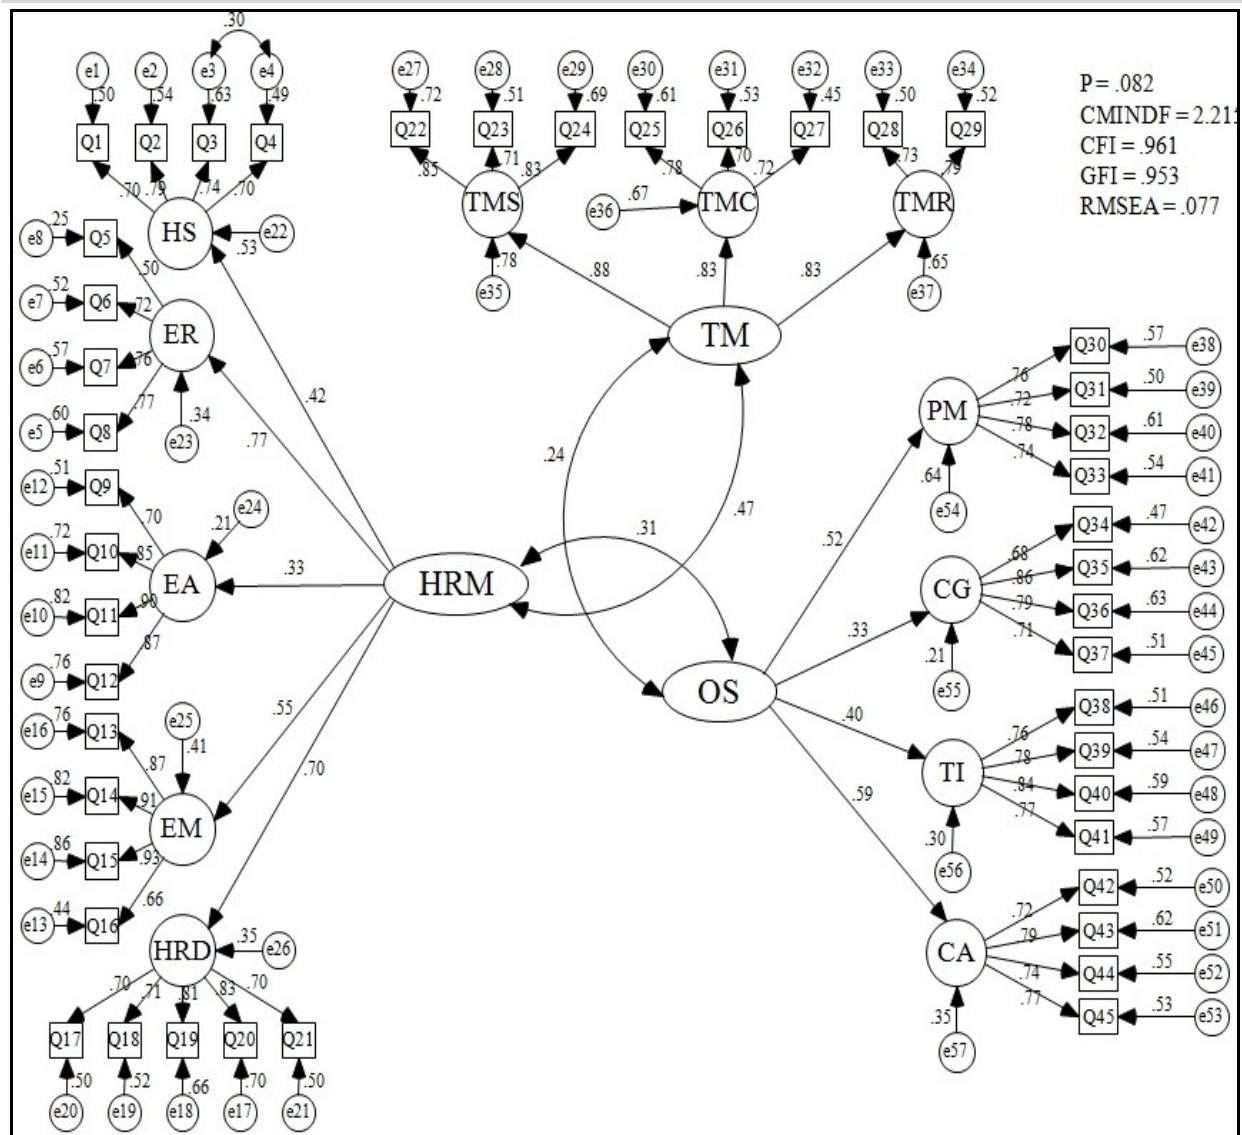 .30
e1 e2 e3 e4
.50 .54 .63 .49
Q1 Q2 Q3 Q4
.70 .79 .74 .70
HS
e22
.53
e27 e28 e29 e30 e31 e32 e33 e34
.72 .51 .69 .61 .53 .45 .50 .52
Q22 Q23 Q24 Q25 Q26 Q27 Q28 Q29
.85 .71 .83 .78 .70 .72 .73 .79
TMS TMC TMR
e36 .67
.78 .65
e35 e37
.88 .83 .83
TM
P = .082
CMINDF = 2.21
CFI = .961
GFI = .953
RMSEA = .077
e8 .25 Q5 .50
e7 .52 Q6 .72
e6 .57 Q7 .76
e5 .60 Q8 .77
ER
.34
e23
.42
.77
e12 .51 Q9 .70
e11 .72 Q10 .85
e10 .82 Q11 .90
e9 .76 Q12 .87
EA
.21 e24
.33
HRM
.24
.47
.31
e16 .76 Q13 .87
e15 .82 Q14 .91
e14 .86 Q15 .93
e13 .44 Q16 .66
EM
e25
.41
.55
.70
HRD
.35 e26
.70 .71 .81 .83 .70
Q17 Q18 Q19 Q20 Q21
.50 .52 .66 .70 .50
e20 e19 e18 e17 e21
OS
.52
.33
.40
.59
PM
.76 Q30 .57 e38
.72 Q31 .50 e39
.78 Q32 .61 e40
.74 Q33 .54 e41
.64
e54
CG
.68 Q34 .47 e42
.86 Q35 .62 e43
.79 Q36 .63 e44
.71 Q37 .51 e45
.21
e55
TI
.76 Q38 .51 e46
.78 Q39 .54 e47
.84 Q40 .59 e48
.77 Q41 .57 e49
.30
e56
CA
.72 Q42 .52 e50
.79 Q43 .62 e51
.74 Q44 .55 e52
.77 Q45 .53 e53
.35
e57